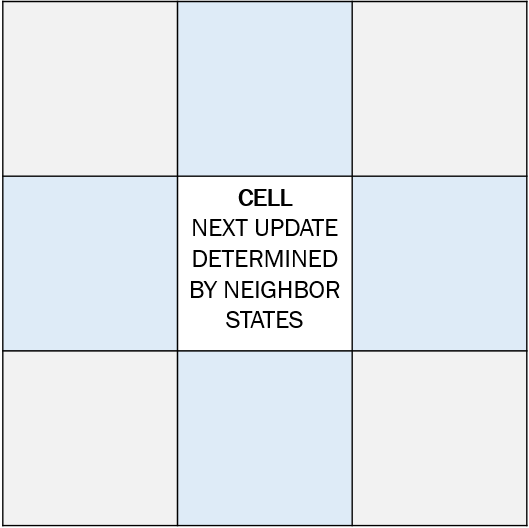 CELL
NEXT UPDATE
DETERMINED
BY NEIGHBOR
STATES